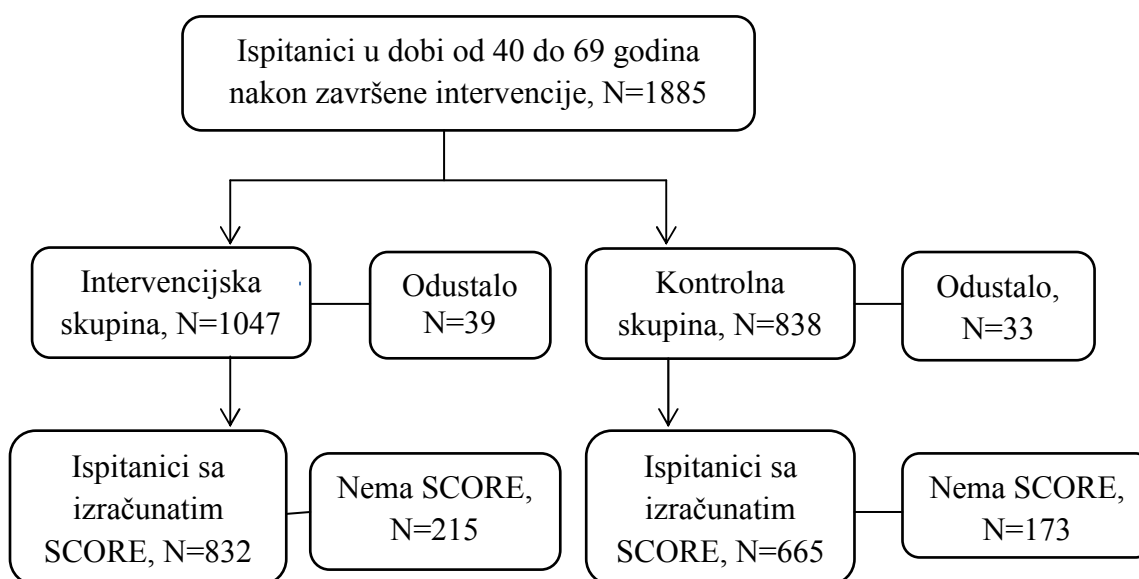 Ispitanici u dobi od 40 do 69 godina
nakon završene intervencije, N=1885
Intervencijska
skupina, N=1047
Odustalo
N=39
Kontrolna
skupina, N=838
Odustalo,
N=33
Ispitanici sa
izračunatim
SCORE, N=832
Nema SCORE,
N=215
Ispitanici sa
izračunatim
SCORE, N=665
Nema SCORE,
N=173